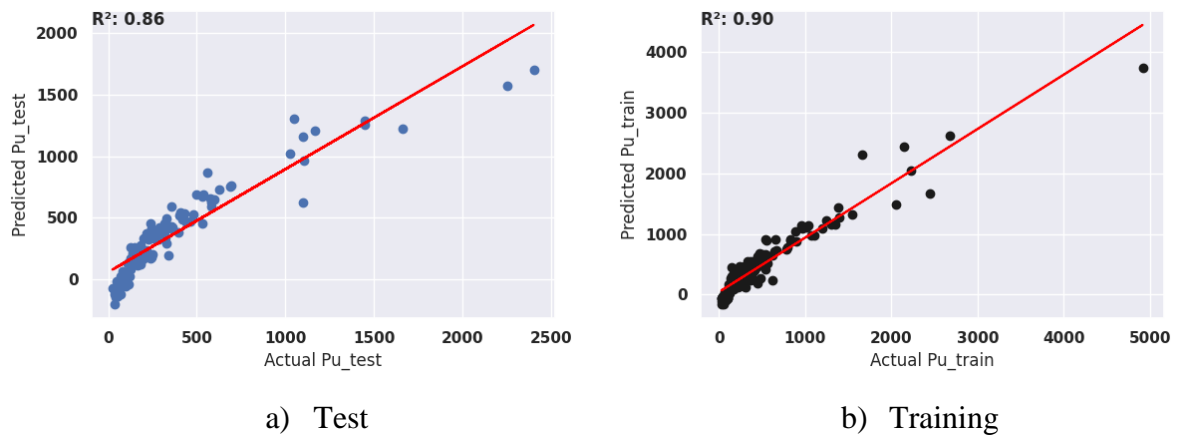 R²: 0.86
2000
1500
1000
500
0
Predicted Pu_test
0 500 1000 1500 2000 2500
Actual Pu_test
a) Test
R²: 0.90
4000
3000
2000
1000
0
Predicted Pu_train
0 1000 2000 3000 4000 5000
Actual Pu_train
b) Training